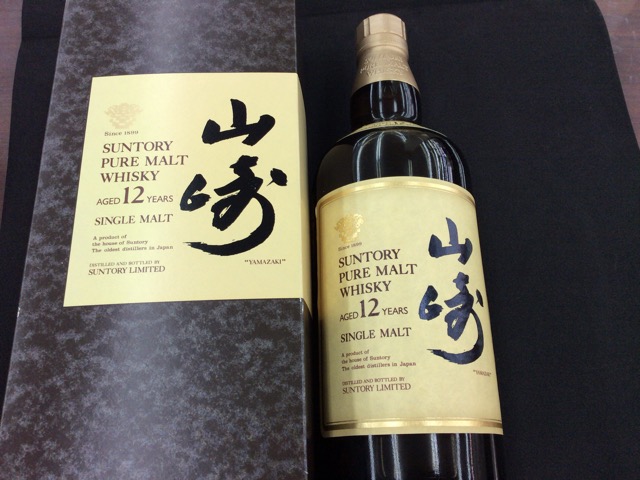 Since 1899
SUNTORY
PURE MALT
WHISKY
AGED 12 YEARS
SINGLE MALT
A product of
the house of Suntory
The oldest distillers in Japan
DISTILLED AND BOTTLED BY
SUNTORY LIMITED
山崎
"YAMAZAKI"
12
Since 1899
SUNTORY
PURE MALT
WHISKY
AGED 12 YEARS
SINGLE MALT
A product of
the house of Suntory
The oldest distillers in Japan
DISTILLED AND BOTTLED BY
SUNTORY LIMITED
山崎
"YAMAZAKI"